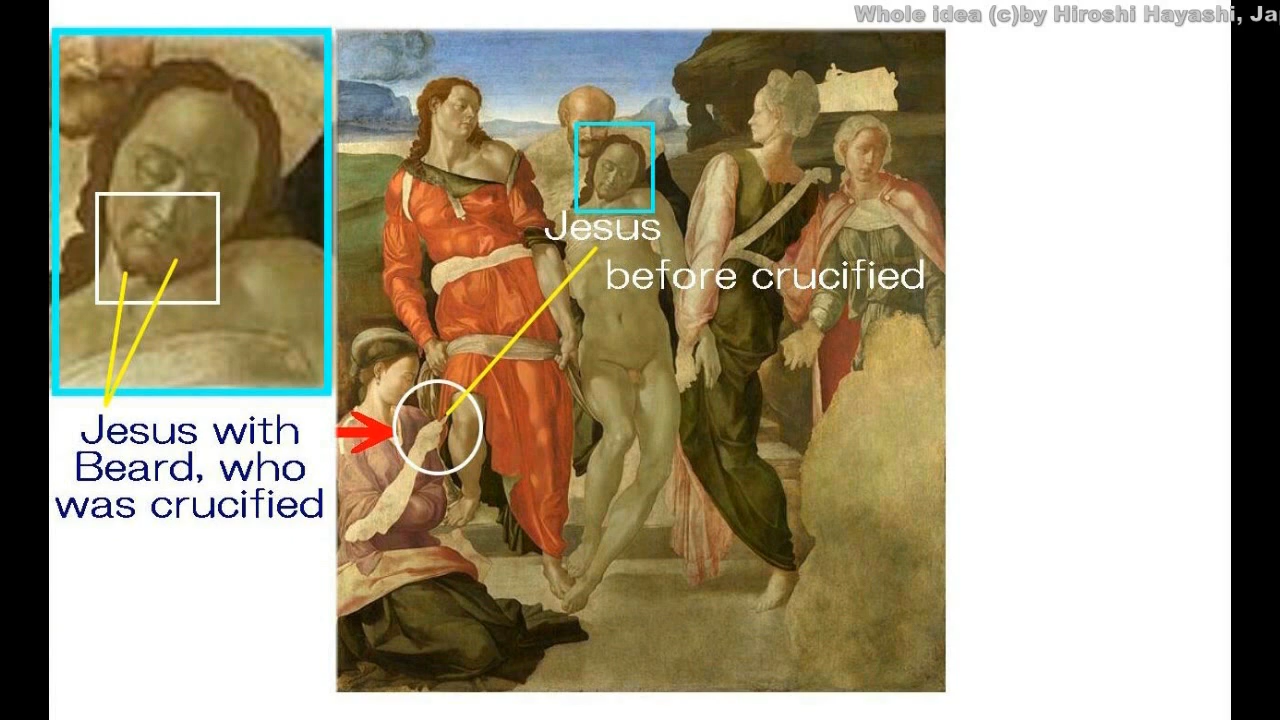 Whole idea (c)by Hiroshi Hayashi, Ja
Jesus
before crucified
Jesus with
Beard, who
was crucified